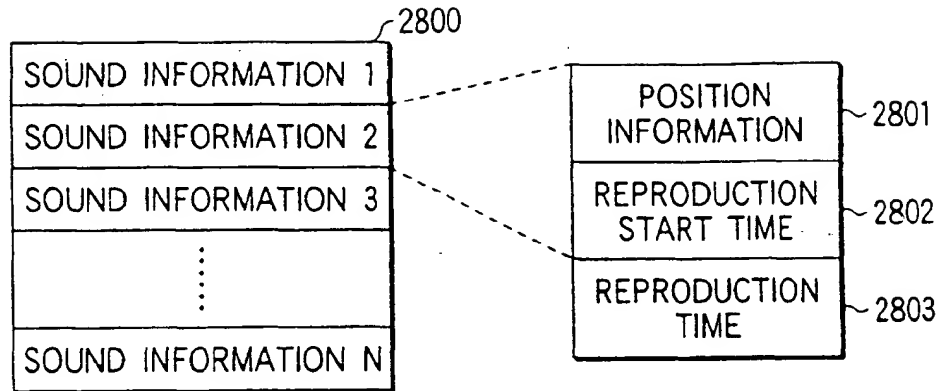 2800
SOUND INFORMATION 1
SOUND INFORMATION 2
SOUND INFORMATION 3
SOUND INFORMATION N
POSITION
INFORMATION
2801
REPRODUCTION
START TIME
2802
REPRODUCTION
TIME
2803